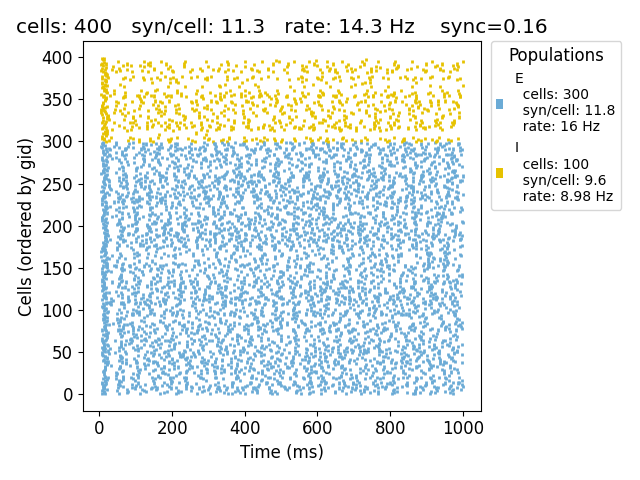 cells: 400 syn/cell: 11.3 rate: 14.3 Hz sync=0.16
Populations
E
cells: 300
syn/cell: 11.8
rate: 16 Hz
I
cells: 100
syn/cell: 9.6
rate: 8.98 Hz
Cells (ordered by gid)
400
350
300
250
200
150
100
50
0
0 200 400 600 800 1000
Time (ms)